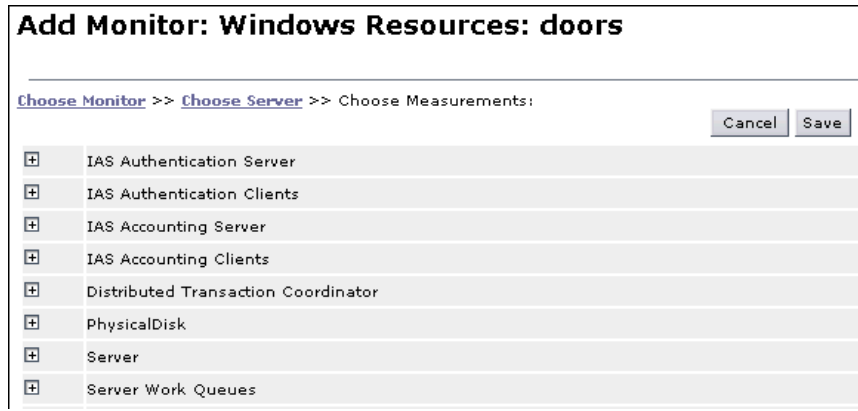 Add Monitor: Windows Resources: doors
Choose Monitor >> Choose Server >> Choose Measurements:
Cancel Save
IAS Authentication Server
IAS Authentication Clients
IAS Accounting Server
IAS Accounting Clients
Distributed Transaction Coordinator
PhysicalDisk
Server
Server Work Queues